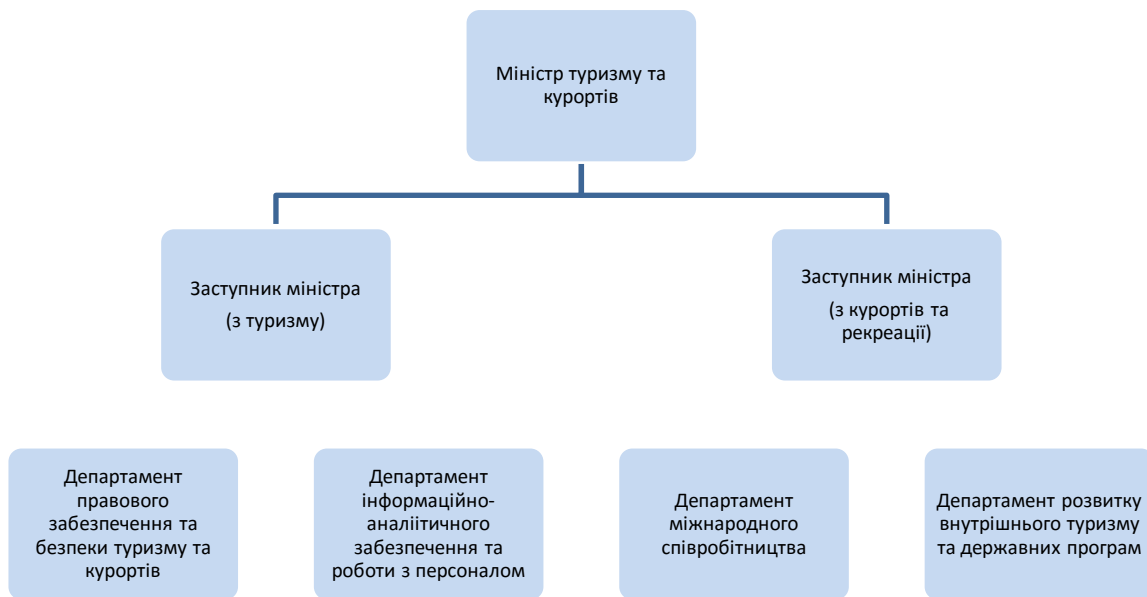 Міністр туризму та
курортів
Заступник міністра
(з туризму)
Заступник міністра
(з курортів та
рекреації)
Департамент
правового
забезпечення та
безпеки туризму та
курортів
Департамент
інформаційно-
аналіітичного
забезпечення та
роботи з персоналом
Департамент
міжнародного
співробітництва
Департамент розвитку
внутрішнього туризму
та державних програм